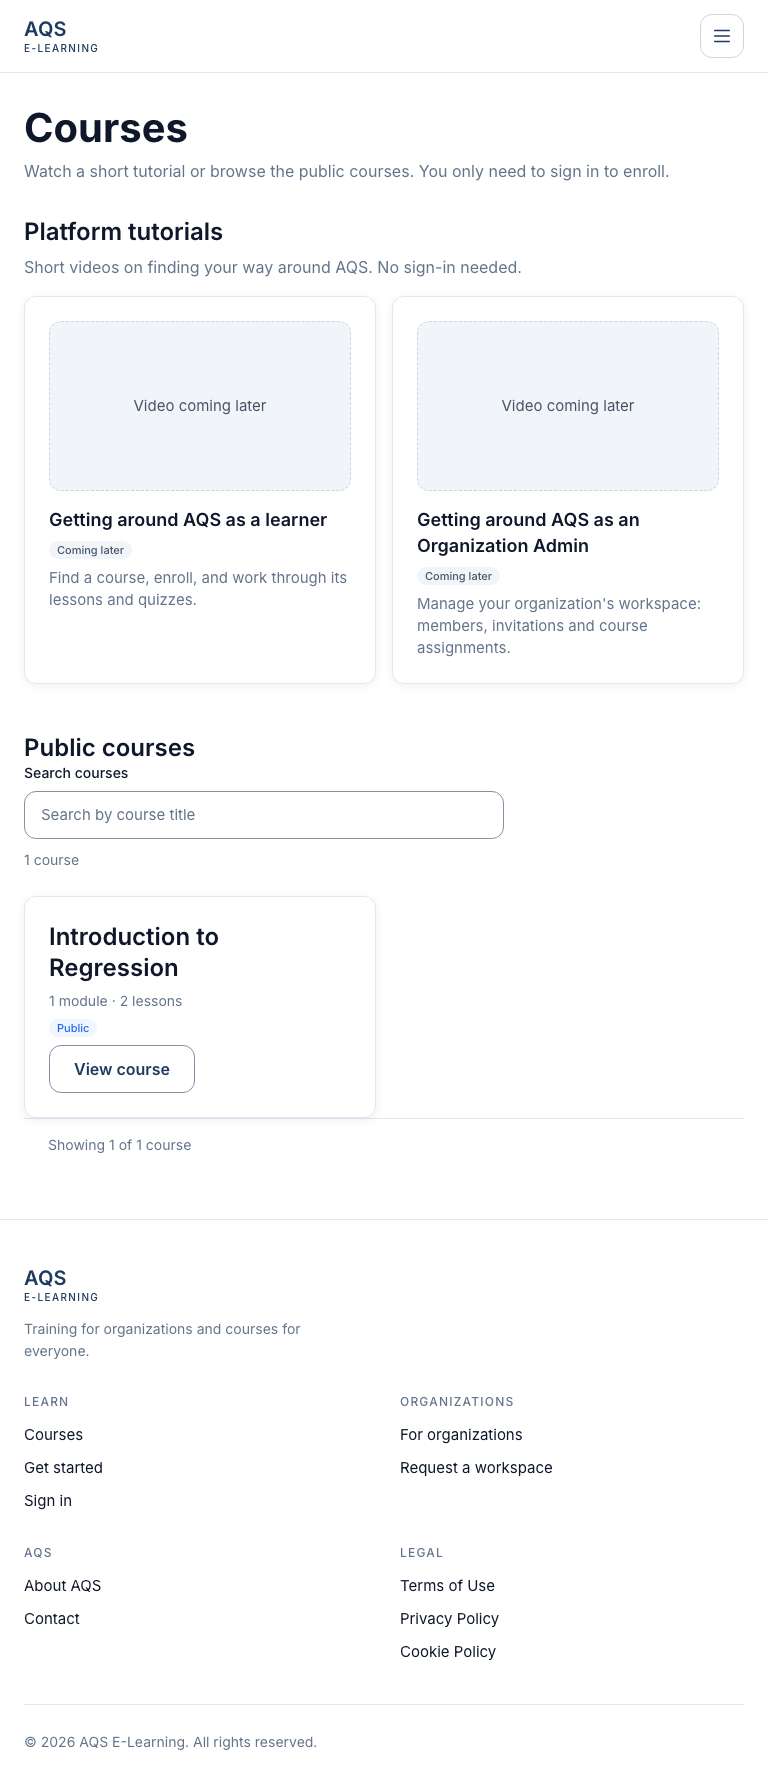 AQS
E-LEARNING
Courses
Watch a short tutorial or browse the public courses. You only need to sign in to enroll.
Platform tutorials
Short videos on finding your way around AQS. No sign-in needed.
Video coming later
Getting around AQS as a learner
Coming later
Find a course, enroll, and work through its
lessons and quizzes.
Video coming later
Getting around AQS as an
Organization Admin
Coming later
Manage your organization's workspace:
members, invitations and course
assignments.
Public courses
Search courses
Search by course title
1 course
Introduction to
Regression
1 module · 2 lessons
Public
View course
Showing 1 of 1 course
AQS
E-LEARNING
Training for organizations and courses for
everyone.
LEARN
Courses
Get started
Sign in
ORGANIZATIONS
For organizations
Request a workspace
AQS
About AQS
Contact
LEGAL
Terms of Use
Privacy Policy
Cookie Policy
© 2026 AQS E-Learning. All rights reserved.